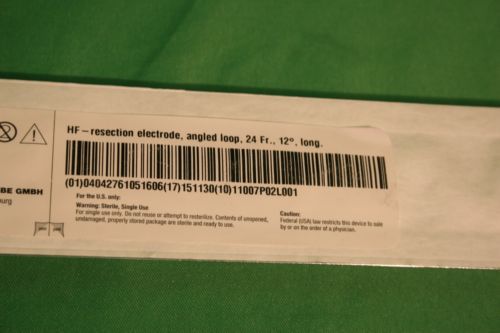 HF – resection electrode, angled loop, 24 Fr., 12°, long.
(01)04042761051606(17)151130(10)11007P02L001
BE GMBH
urg
For the U.S. only:
Warning: Sterile, Single Use
For single use only. Do not reuse or attempt to resterilize. Contents of unopened,
undamaged, properly stored package are sterile and ready to use.
Caution:
Federal (USA) law restricts this device to sale
by or on the order of a physician.